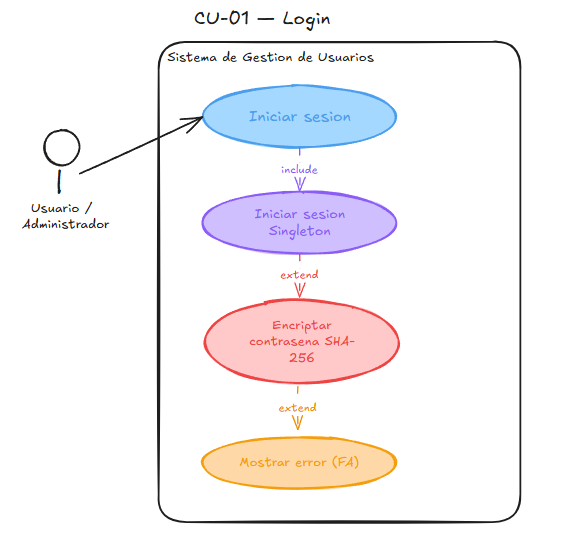 CU-01 — Login
Sistema de Gestion de Usuarios
Iniciar sesion
include
Usuario /
Administrador
Iniciar sesion
Singleton
extend
Encriptar
contrasena SHA-
256
extend
Mostrar error (FA)